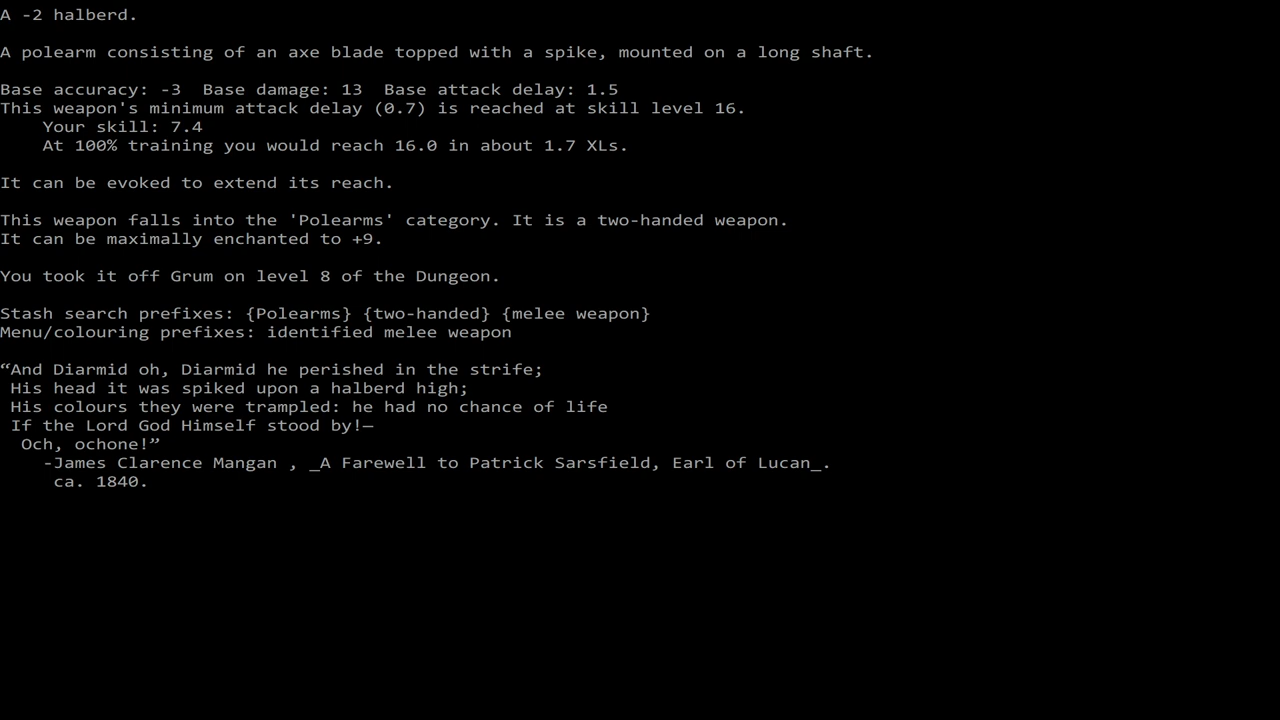 A -2 halberd.
A polearm consisting of an axe blade topped with a spike, mounted on a long shaft.
Base accuracy: -3  Base damage: 13  Base attack delay: 1.5
This weapon's minimum attack delay (0.7) is reached at skill level 16.
    Your skill: 7.4
    At 100% training you would reach 16.0 in about 1.7 XLs.
It can be evoked to extend its reach.
This weapon falls into the 'Polearms' category. It is a two-handed weapon.
It can be maximally enchanted to +9.
You took it off Grum on level 8 of the Dungeon.
Stash search prefixes: {Polearms} {two-handed} {melee weapon}
Menu/colouring prefixes: identified melee weapon
“And Diarmid oh, Diarmid he perished in the strife;
 His head it was spiked upon a halberd high;
 His colours they were trampled: he had no chance of life
 If the Lord God Himself stood by!—
  Och, ochone!”
    -James Clarence Mangan , _A Farewell to Patrick Sarsfield, Earl of Lucan_.
     ca. 1840.